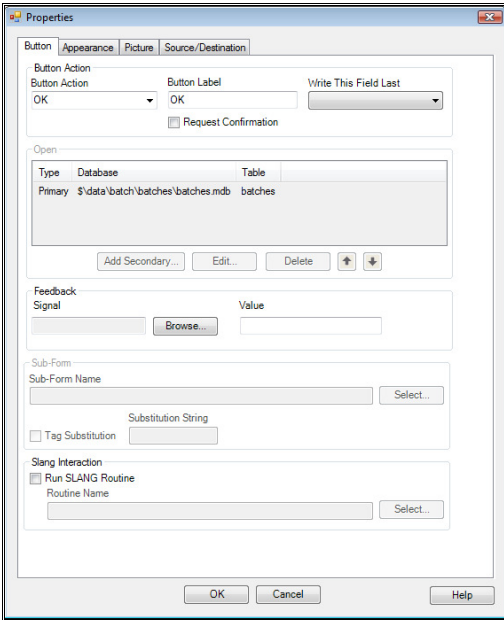 Properties
Button Appearance Picture Source/Destination
Button Action
Button Action Button Label Write This Field Last
OK OK
Request Confirmation
Open
Type Database Table
Primary $\data\batch\batches\batches.mdb batches
Add Secondary... Edit... Delete
Feedback
Signal Value
Browse...
Sub-Form
Sub-Form Name
Select...
Substitution String
Tag Substitution
Slang Interaction
Run SLANG Routine
Routine Name
Select...
OK Cancel Help